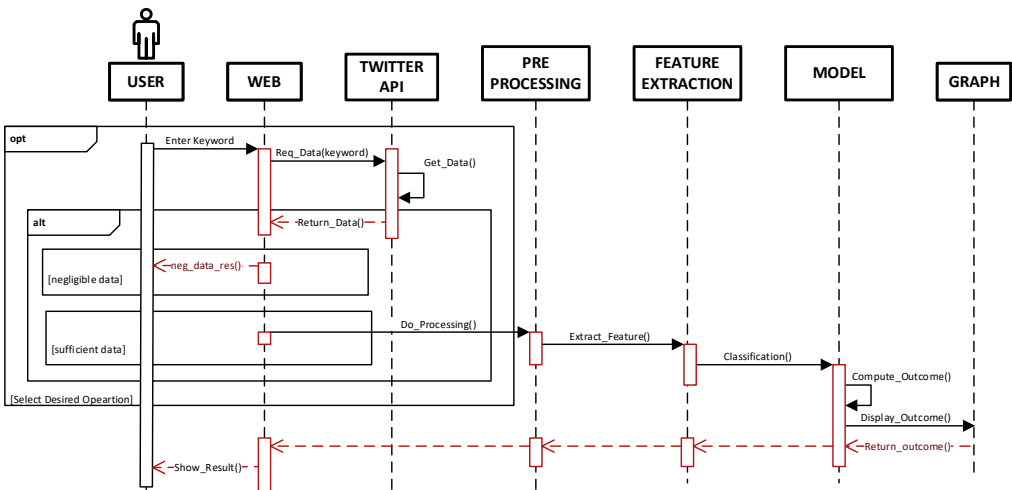 USER
WEB
TWITTER
API
PRE
PROCESSING
FEATURE
EXTRACTION
MODEL
GRAPH
opt
Enter Keyword
Req_Data(keyword)
Get_Data()
Return_Data()
alt
neg_data_res()
[negligible data]
Do_Processing()
Extract_Feature()
[sufficient data]
Classification()
Compute_Outcome()
[Select Desired Opeartion]
Display_Outcome()
Return_outcome()
Show_Result()